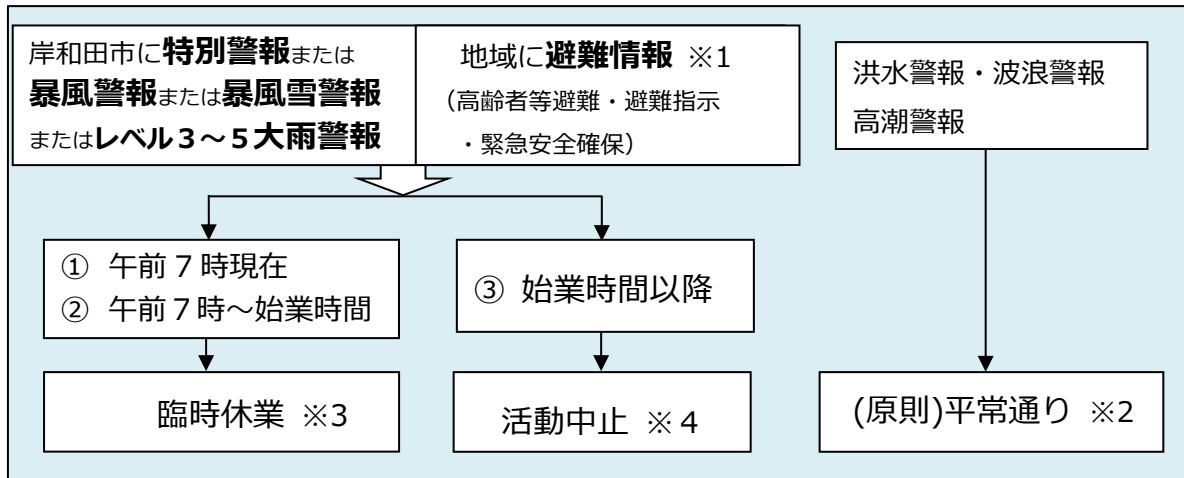 岸和田市に特別警報または
暴風警報または暴風雪警報
またはレベル３～５大雨警報
地域に避難情報 ※1
（高齢者等避難・避難指示
・緊急安全確保）
洪水警報・波浪警報
高潮警報
① 午前７時現在
② 午前７時～始業時間
③ 始業時間以降
臨時休業 ※3
活動中止 ※４
(原則)平常通り ※2